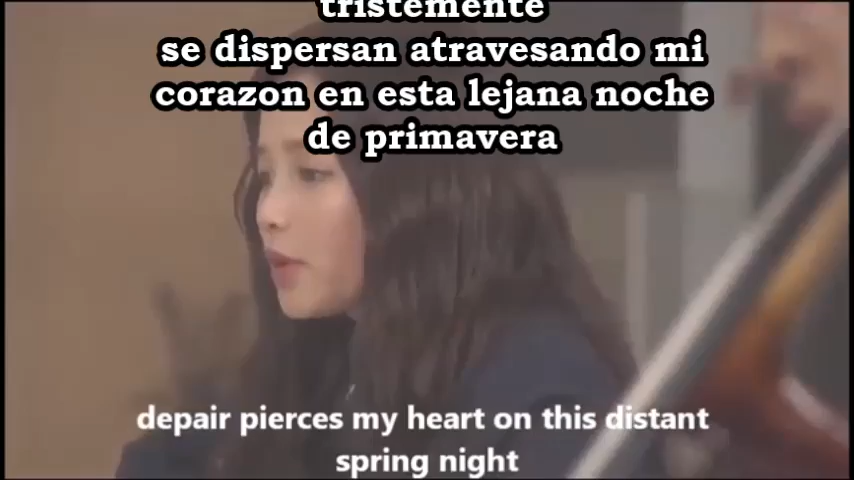 tristemente
se dispersan atravesando mi
corazon en esta lejana noche
de primavera
depair pierces my heart on this distant
spring night